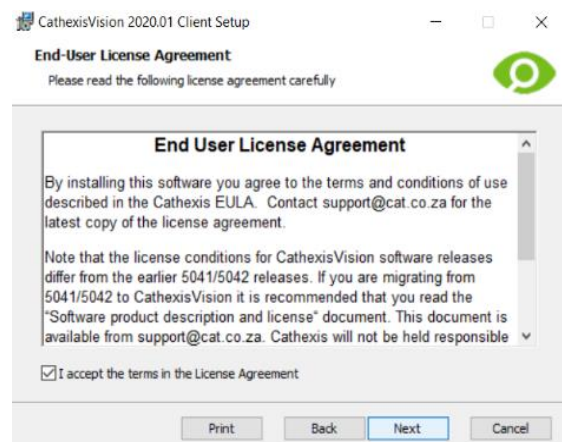 CathexisVision 2020.01 Client Setup
End-User License Agreement
Please read the following license agreement carefully
End User License Agreement
By installing this software you agree to the terms and conditions of use
described in the Cathexis EULA.  Contact support@cat.co.za for the
latest copy of the license agreement.
Note that the license conditions for CathexisVision software releases
differ from the earlier 5041/5042 releases. If you are migrating from
5041/5042 to CathexisVision it is recommended that you read the
"Software product description and license" document. This document is
available from support@cat.co.za. Cathexis will not be held responsible
I accept the terms in the License Agreement
Print Back Next Cancel